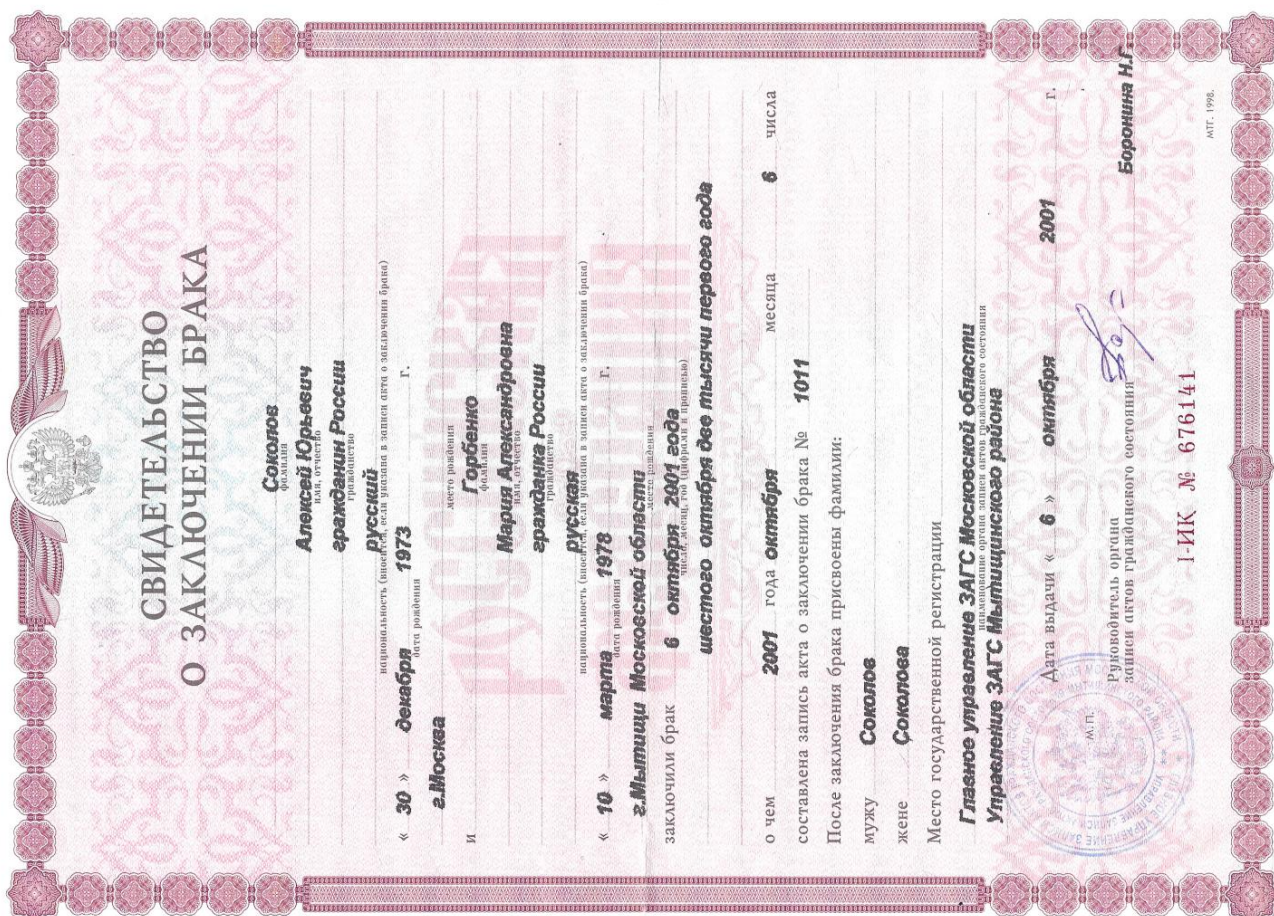 СВИДЕТЕЛЬСТВО
О ЗАКЛЮЧЕНИИ БРАКА
Соколов
фамилия
Алексей Юрьевич
имя, отчество
гражданин России
гражданство
русский
национальность (вносится, если указана в записи акта о заключении брака)
« 30 » декабря 1973 г.
дата рождения
г.Москва
место рождения
и Горбенко
фамилия
Мария Александровна
имя, отчество
гражданка России
гражданство
русская
национальность (вносится, если указана в записи акта о заключении брака)
« 10 » марта 1978 г.
дата рождения
г.Мытищи Московской области
место рождения
заключили брак 6 октября 2001 года
число, месяц, год (цифрами и прописью)
шестого октября две тысячи первого года
о чем 2001 года октября месяца 6 числа
составлена запись акта о заключении брака № 1011
После заключения брака присвоены фамилии:
мужу Соколов
жене Соколова
Место государственной регистрации
Главное управление ЗАГС Московской области
наименование органа записи актов гражданского состояния
Управление ЗАГС Мытищинского района
Дата выдачи « 6 » октября 2001 г.
М.П.
Руководитель органа
записи актов гражданского состояния
Боронина Н.Г.
I-ИК № 676141
МТГ. 1998.